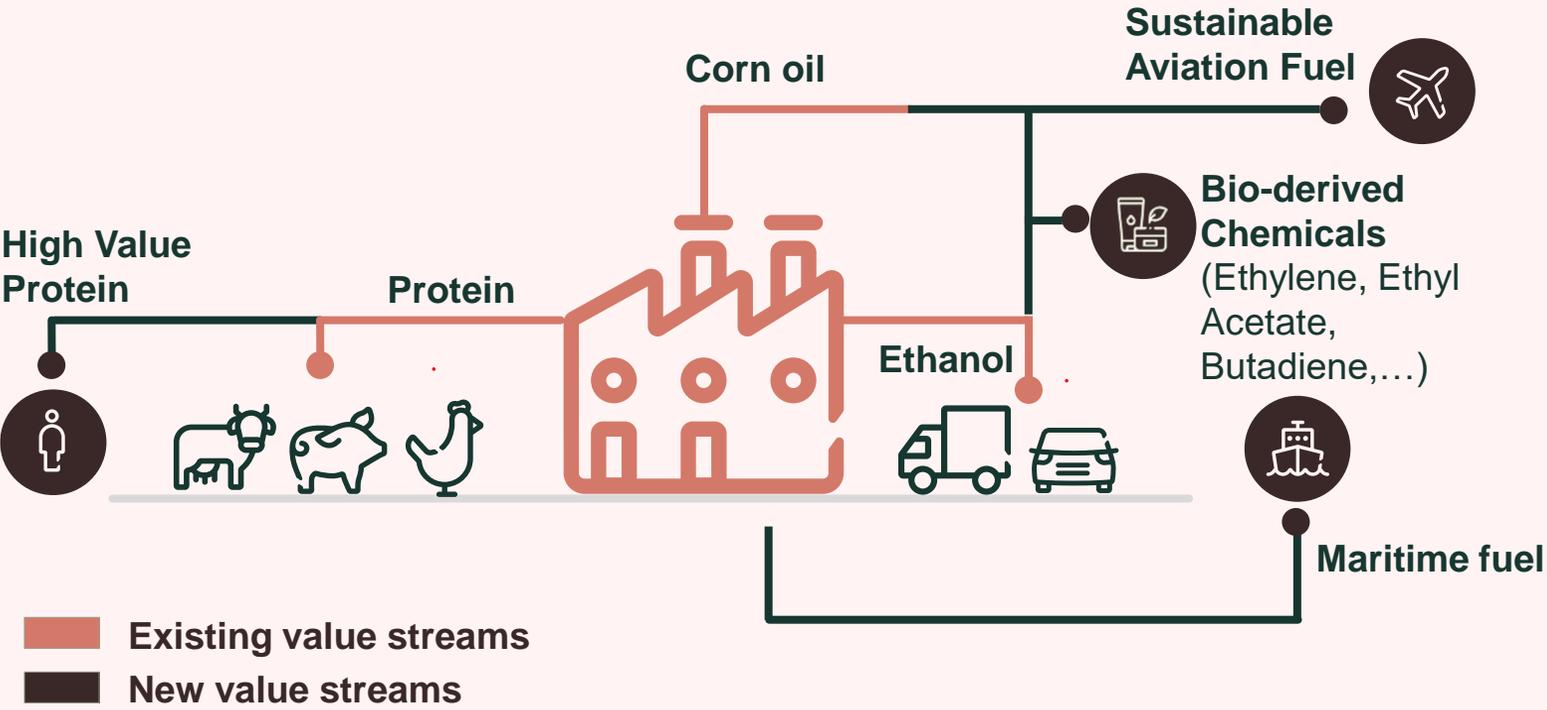 Sustainable
Aviation Fuel
Corn oil
Bio-derived
Chemicals
(Ethylene, Ethyl
Acetate,
Butadiene,…)
High Value
Protein
Protein
Ethanol
Maritime fuel
Existing value streams
New value streams